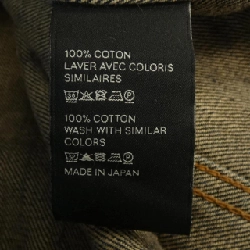 100% COTON
LAVER AVEC COLORIS
SIMILAIRES
100% COTTON
WASH WITH SIMILAR
COLORS
MADE IN JAPAN